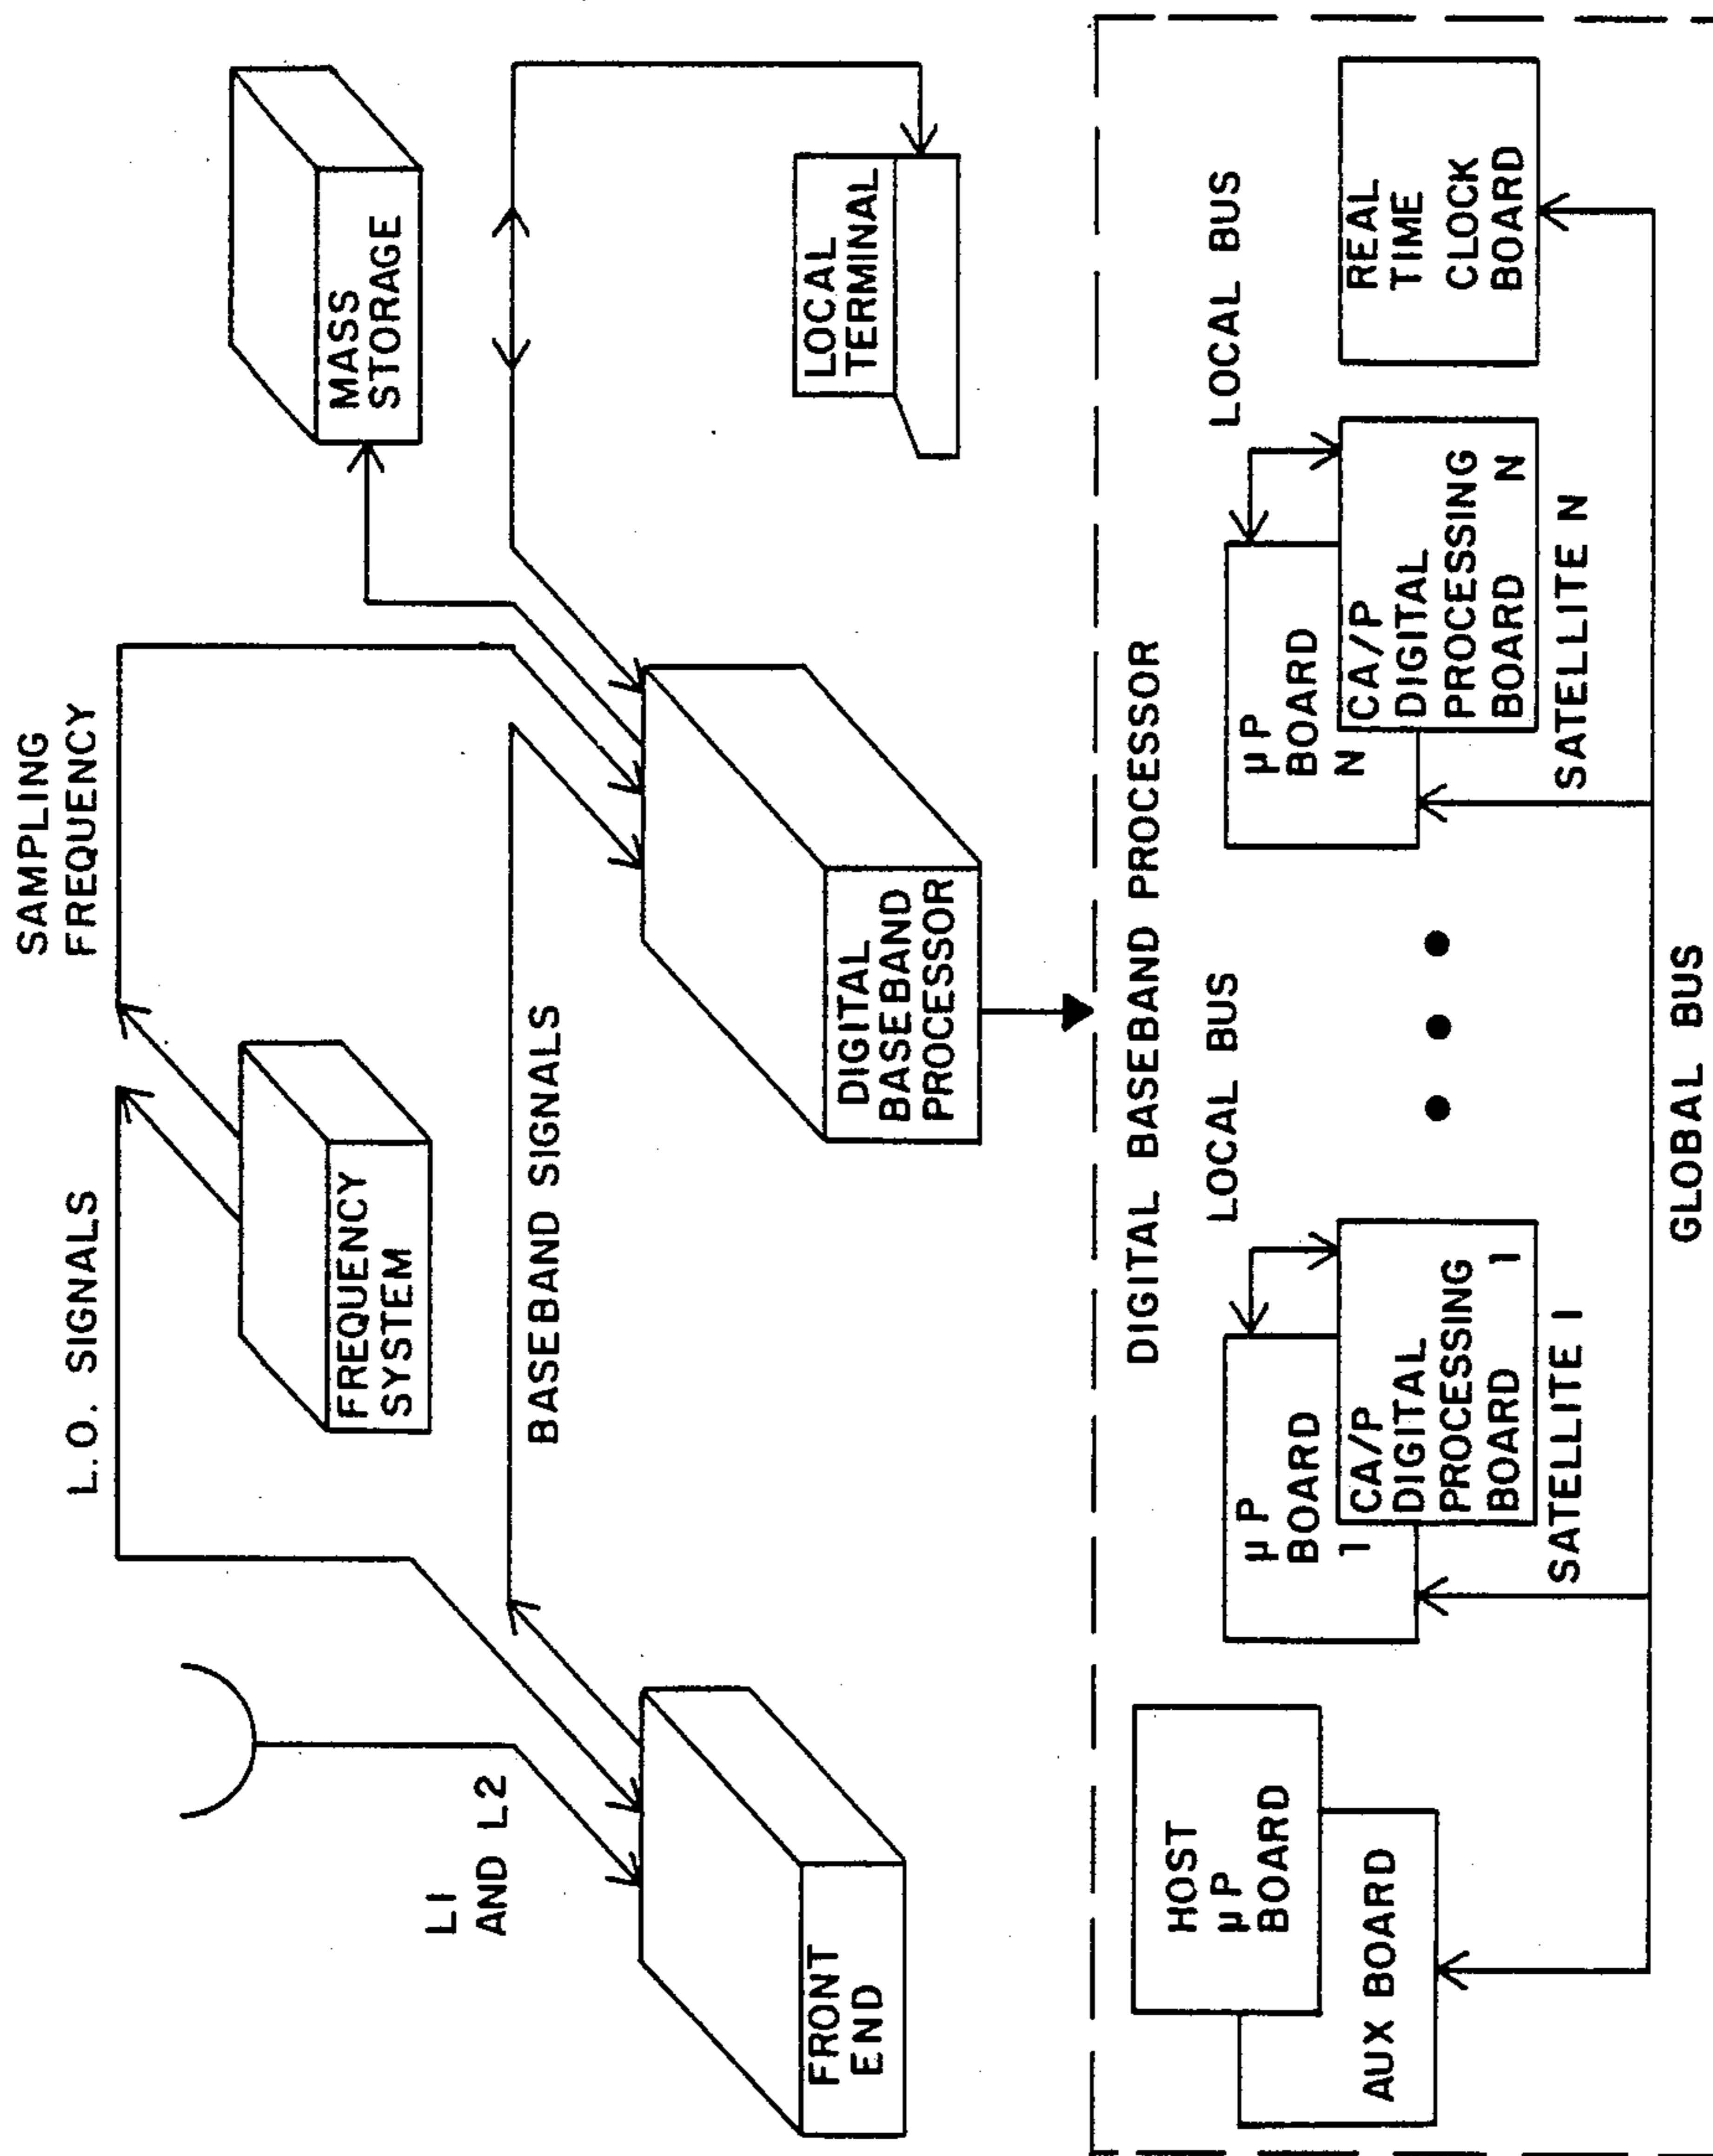 SAMPLING
FREQUENCY
L.O. SIGNALS
L1
AND L2
FREQUENCY
SYSTEM
MASS
STORAGE
BASEBAND SIGNALS
FRONT
END
DIGITAL
BASEBAND
PROCESSOR
LOCAL
TERMINAL
DIGITAL BASEBAND PROCESSOR
HOST
μP
BOARD
AUX BOARD
LOCAL BUS
μP
BOARD
1
CA/P
DIGITAL
PROCESSING
BOARD 1
SATELLITE 1
LOCAL BUS
μP
BOARD
N
CA/P
DIGITAL
PROCESSING
BOARD N
SATELLITE N
REAL
TIME
CLOCK
BOARD
GLOBAL BUS